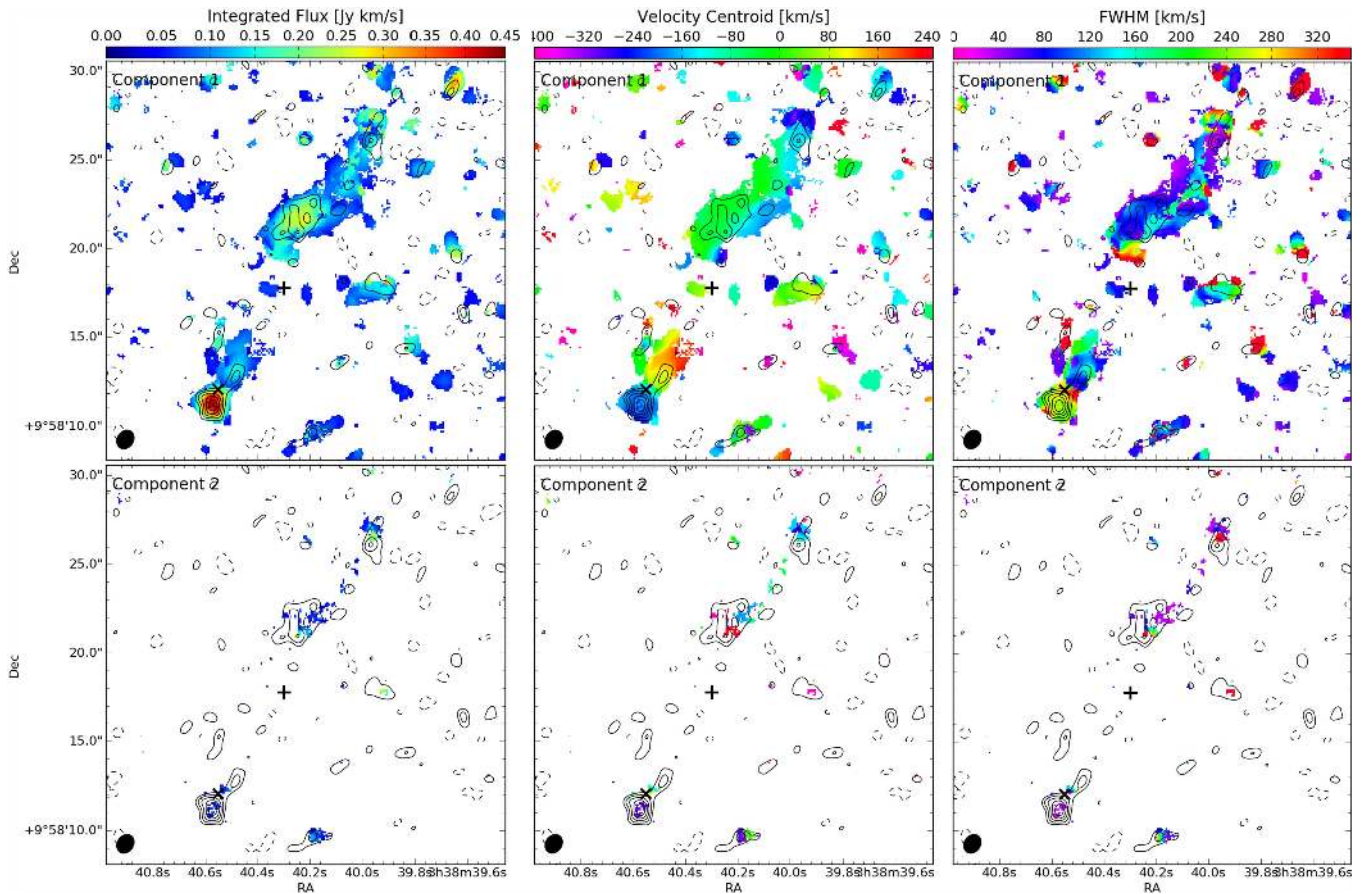 Integrated Flux [Jy km/s]
Velocity Centroid [km/s]
FWHM [km/s]
0.00 0.05 0.10 0.15 0.20 0.25 0.30 0.35 0.40 0.45
400 −320 −240 −160 −80 0 80 160 240
0 40 80 120 160 200 240 280 320
Component 1
Component 1
Component 1
30.0"
25.0"
20.0"
15.0"
+9°58'10.0"
Dec
Component 2
Component 2
Component 2
30.0"
25.0"
20.0"
15.0"
+9°58'10.0"
Dec
40.8s 40.6s 40.4s 40.2s 40.0s 39.8s 3h38m39.6s
40.8s 40.6s 40.4s 40.2s 40.0s 39.8s 3h38m39.6s
40.8s 40.6s 40.4s 40.2s 40.0s 39.8s 3h38m39.6s
RA
RA
RA